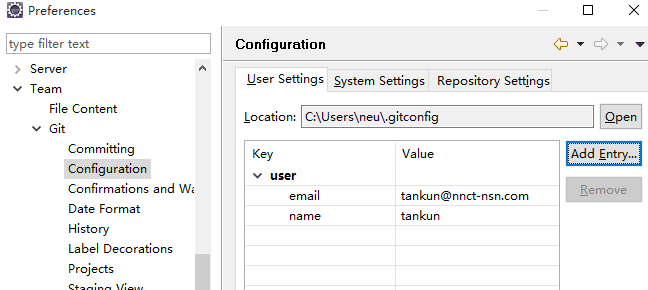 Preferences
type filter text
Server
Team
File Content
Git
Committing
Configuration
Confirmations and Wa
Date Format
History
Label Decorations
Projects
Staging View
Configuration
User Settings System Settings Repository Settings
Location: C:\Users\neu\.gitconfig Open
Key Value Add Entry...
user Remove
email tankun@nnct-nsn.com
name tankun